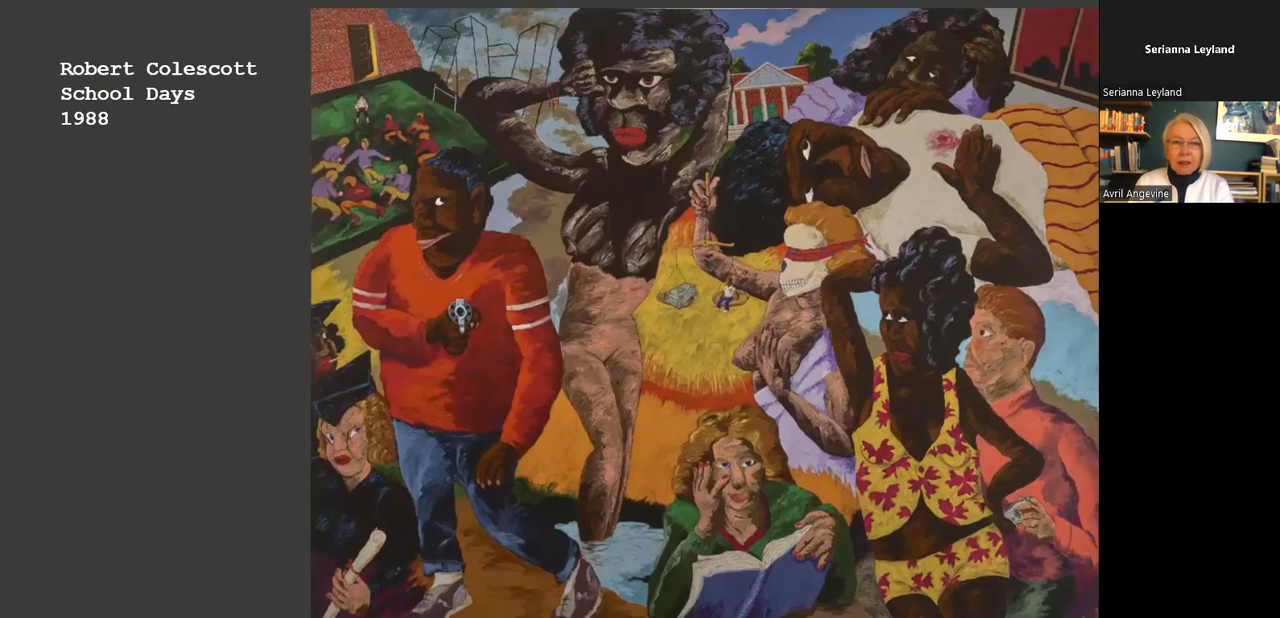 Robert Colescott
School Days
1988
Serianna Leyland
Serianna Leyland
Avril Angevine